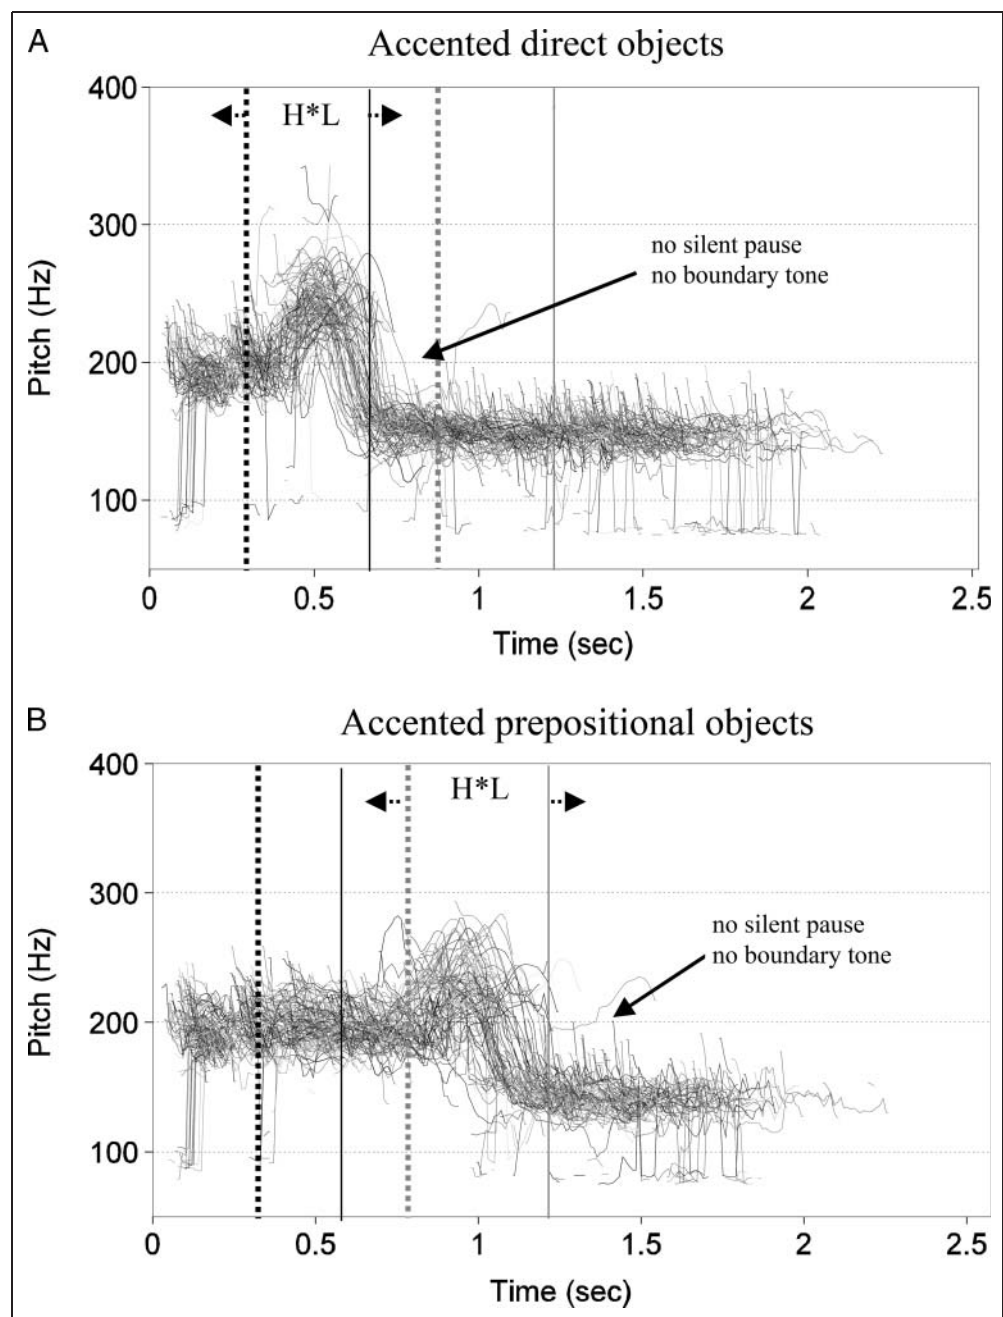 A
Accented direct objects
400
300
200
100
Pitch (Hz)
H*L
no silent pause
no boundary tone
0 0.5 1 1.5 2 2.5
Time (sec)
B
Accented prepositional objects
400
300
200
100
Pitch (Hz)
H*L
no silent pause
no boundary tone
0 0.5 1 1.5 2 2.5
Time (sec)